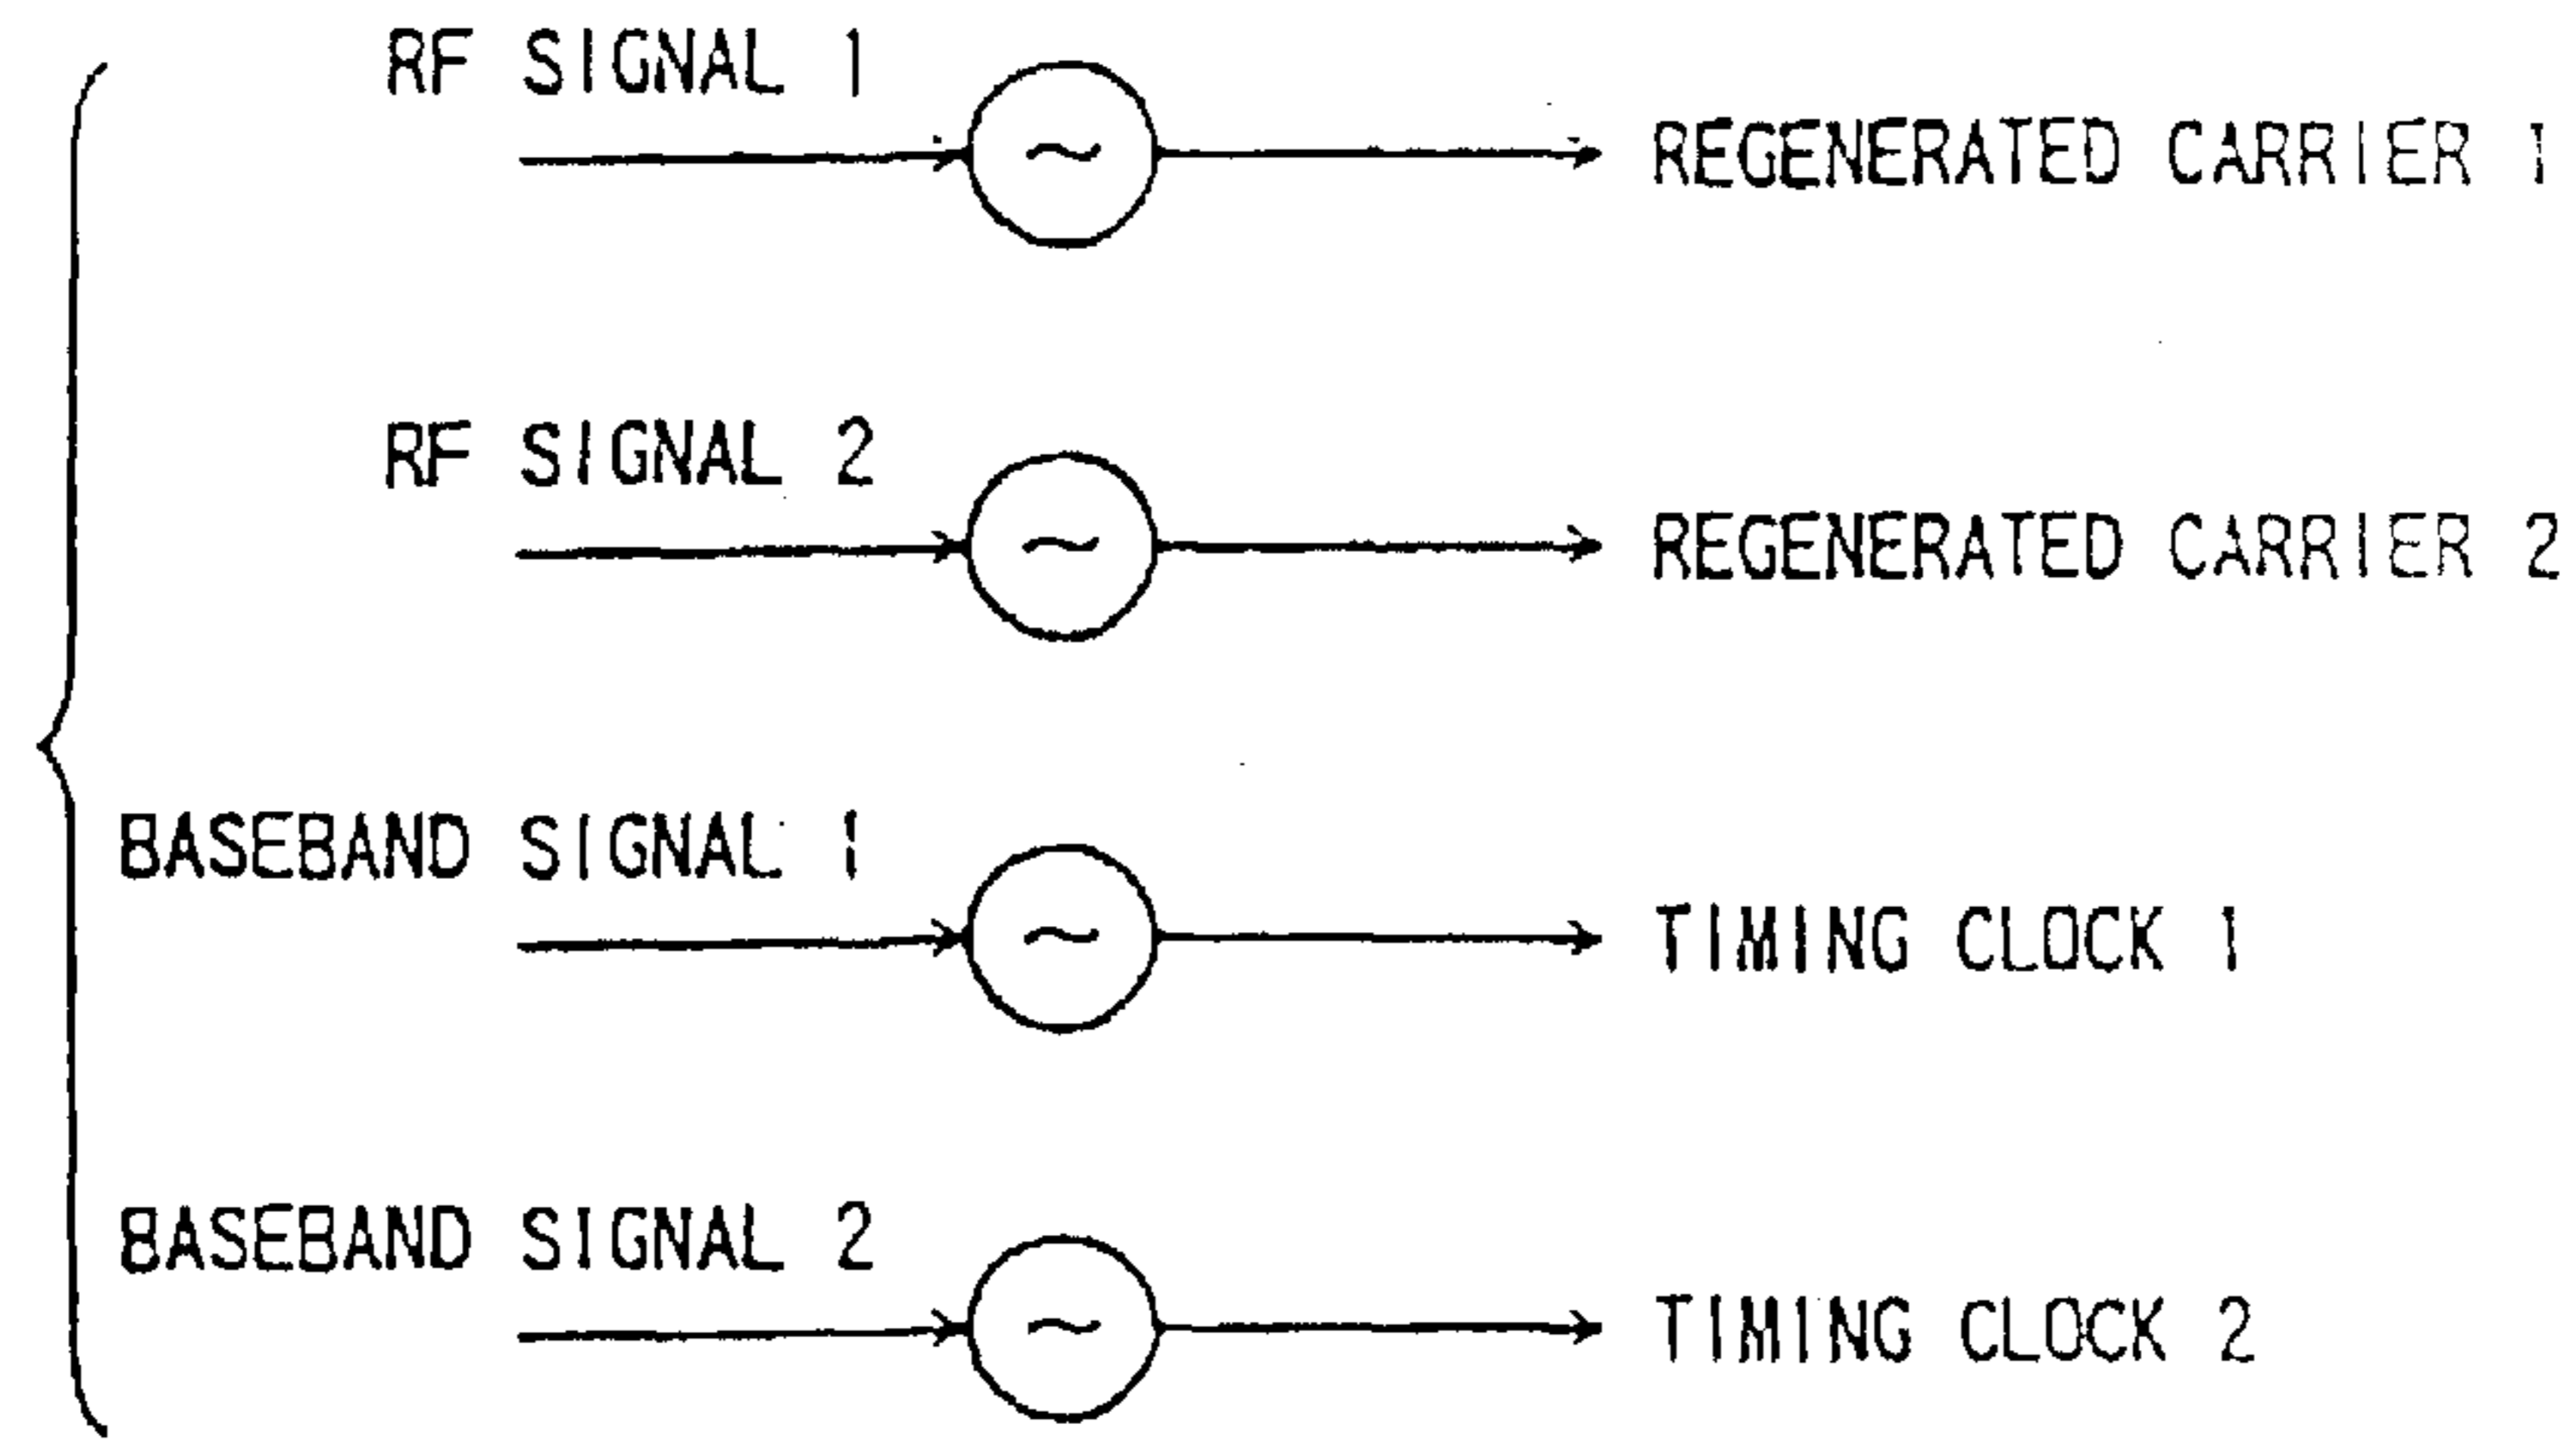 RF SIGNAL 1
REGENERATED CARRIER 1
RF SIGNAL 2
REGENERATED CARRIER 2
BASEBAND SIGNAL 1
TIMING CLOCK 1
BASEBAND SIGNAL 2
TIMING CLOCK 2